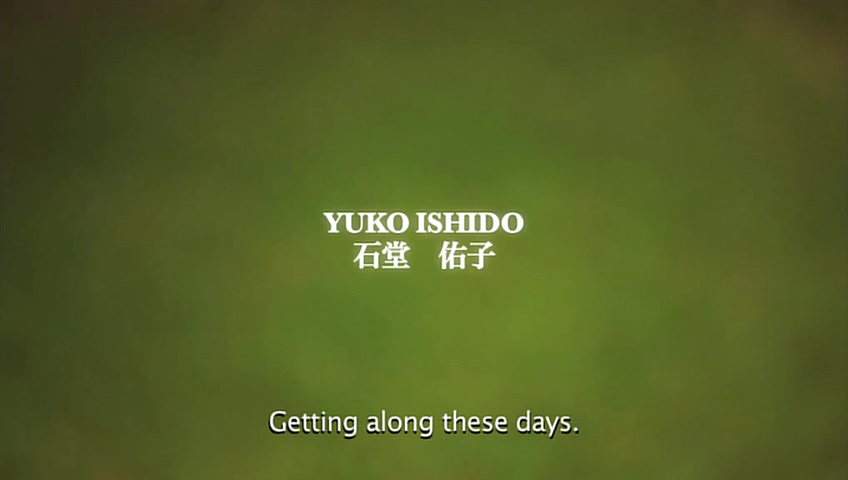 YUKO ISHIDO
石堂　佑子
Getting along these days.